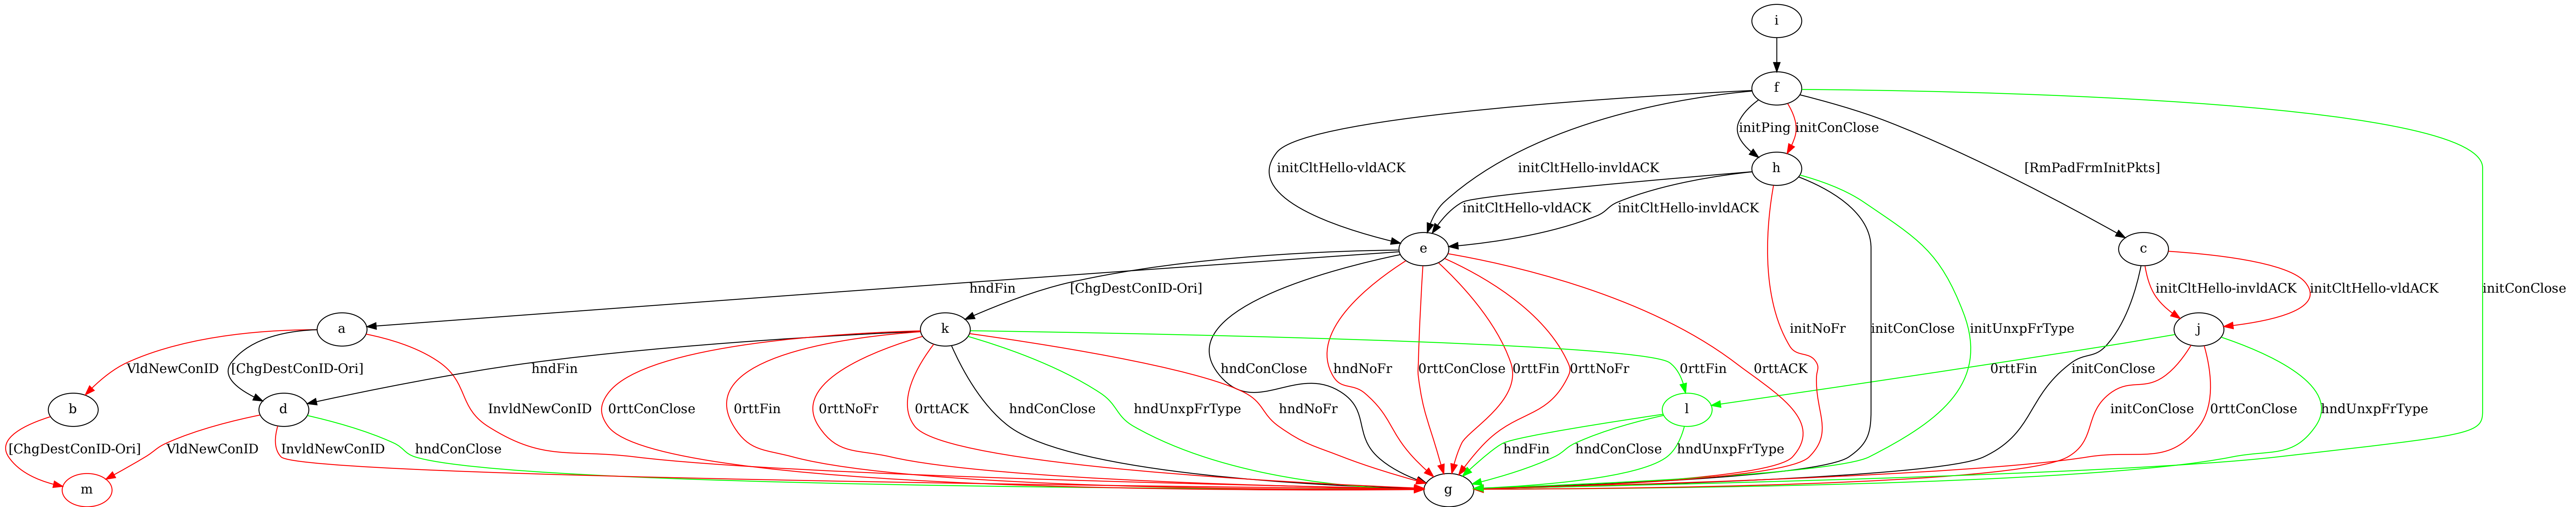 i
f
initPing
initConClose
initCltHello-vldACK
initCltHello-invldACK
h
[RmPadFrmInitPkts]
initCltHello-vldACK
initCltHello-invldACK
e
c
hndFin
[ChgDestConID-Ori]
initCltHello-invldACK
initCltHello-vldACK
initConClose
a
k
initNoFr
initConClose
initUnxpFrType
j
VldNewConID
[ChgDestConID-Ori]
hndFin
hndConClose
hndNoFr
0rttConClose
0rttFin
0rttNoFr
0rttACK
0rttFin
0rttFin
initConClose
b
d
InvldNewConID
0rttConClose
0rttFin
0rttNoFr
0rttACK
hndConClose
hndUnxpFrType
hndNoFr
l
initConClose
0rttConClose
hndUnxpFrType
[ChgDestConID-Ori]
VldNewConID
InvldNewConID
hndConClose
hndFin
hndConClose
hndUnxpFrType
m
g